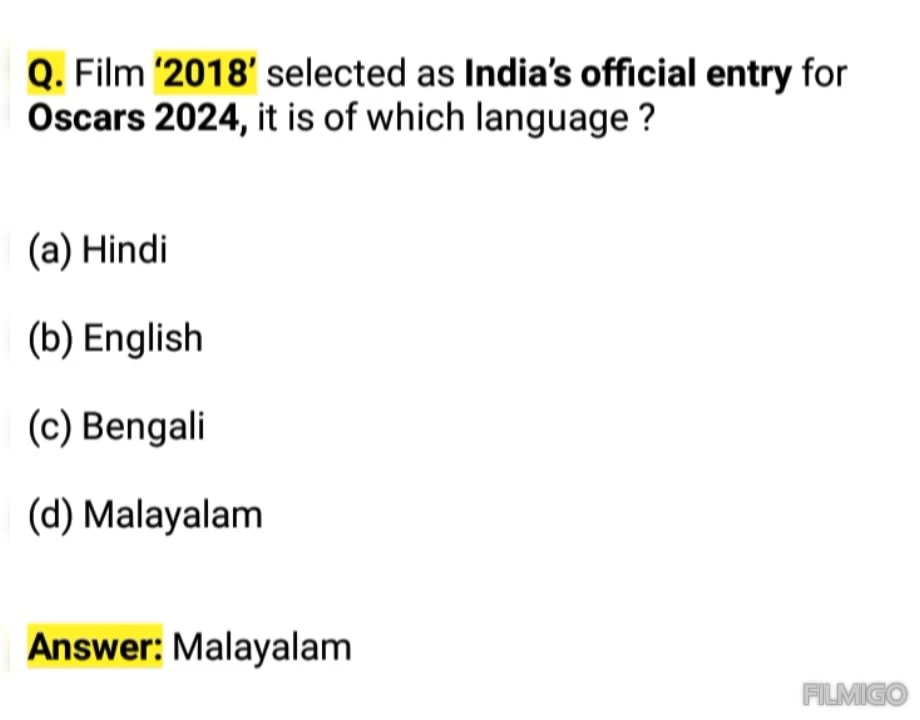 Q. Film ‘2018’ selected as India’s official entry for
Oscars 2024, it is of which language ?
(a) Hindi
(b) English
(c) Bengali
(d) Malayalam
Answer: Malayalam
FILMIGO